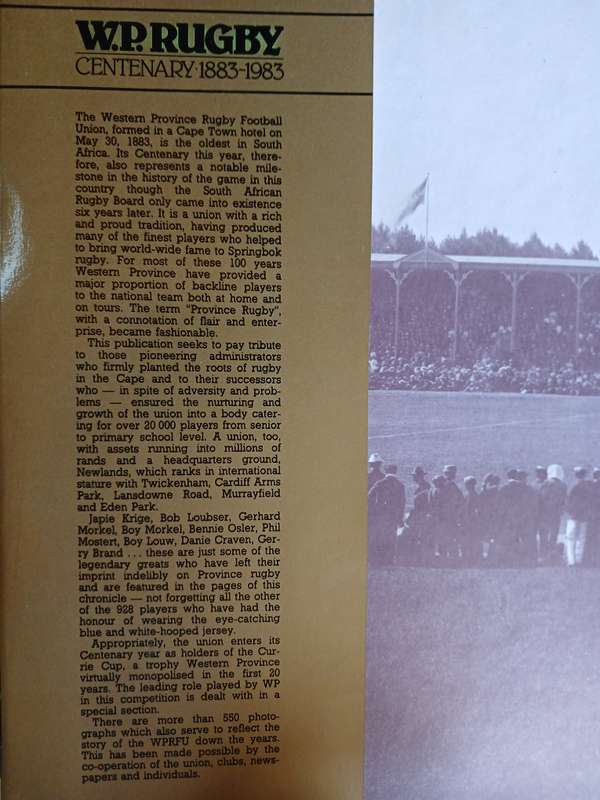 W.P. RUGBY
CENTENARY·1883-1983
The Western Province Rugby Football
Union, formed in a Cape Town hotel on
May 30, 1883, is the oldest in South
Africa. Its Centenary this year, there-
fore, also represents a notable mile-
stone in the history of the game in this
country though the South African
Rugby Board only came into existence
six years later. It is a union with a rich
and proud tradition, having produced
many of the finest players who helped
to bring world-wide fame to Springbok
rugby. For most of these 100 years
Western Province have provided a
major proportion of backline players
to the national team both at home and
on tours. The term "Province Rugby",
with a connotation of flair and enter-
prise, became fashionable.
This publication seeks to pay tribute
to those pioneering administrators
who firmly planted the roots of rugby
in the Cape and to their successors
who — in spite of adversity and prob-
lems — ensured the nurturing and
growth of the union into a body cater-
ing for over 20 000 players from senior
to primary school level. A union, too,
with assets running into millions of
rands and a headquarters ground,
Newlands, which ranks in international
stature with Twickenham, Cardiff Arms
Park, Lansdowne Road, Murrayfield
and Eden Park.
Japie Krige, Bob Loubser, Gerhard
Morkel, Boy Morkel, Bennie Osler, Phil
Mostert, Boy Louw, Danie Craven, Ger-
ry Brand . . . these are just some of the
legendary greats who have left their
imprint indelibly on Province rugby
and are featured in the pages of this
chronicle — not forgetting all the other
of the 928 players who have had the
honour of wearing the eye-catching
blue and white-hooped jersey.
Appropriately, the union enters its
Centenary year as holders of the Cur-
rie Cup, a trophy Western Province
virtually monopolised in the first 20
years. The leading role played by WP
in this competition is dealt with in a
special section.
There are more than 550 photo-
graphs which also serve to reflect the
story of the WPRFU down the years.
This has been made possible by the
co-operation of the union, clubs, news-
papers and individuals.